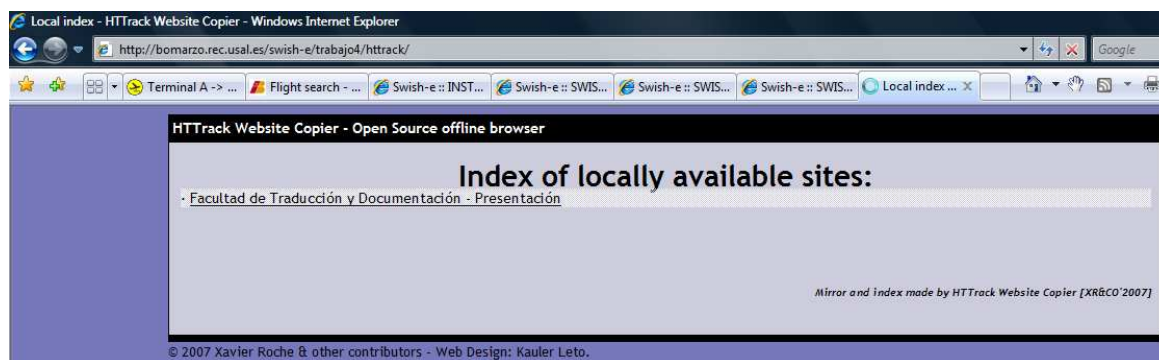 Local index - HTTrack Website Copier - Windows Internet Explorer
http://bomarzo.rec.usal.es/swish-e/trabajo4/httrack/
Google
Terminal A -> ... Flight search - ... Swish-e :: INST... Swish-e :: SWIS... Swish-e :: SWIS... Swish-e :: SWIS... Local index ... X
HTTrack Website Copier - Open Source offline browser
Index of locally available sites:
· Facultad de Traducción y Documentación - Presentación
Mirror and index made by HTTrack Website Copier [XR&CO'2007]
© 2007 Xavier Roche & other contributors - Web Design: Kauler Leto.